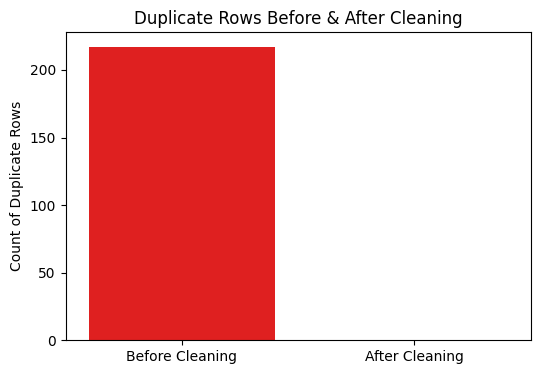 Duplicate Rows Before & After Cleaning
Count of Duplicate Rows
200
150
100
50
0
Before Cleaning
After Cleaning